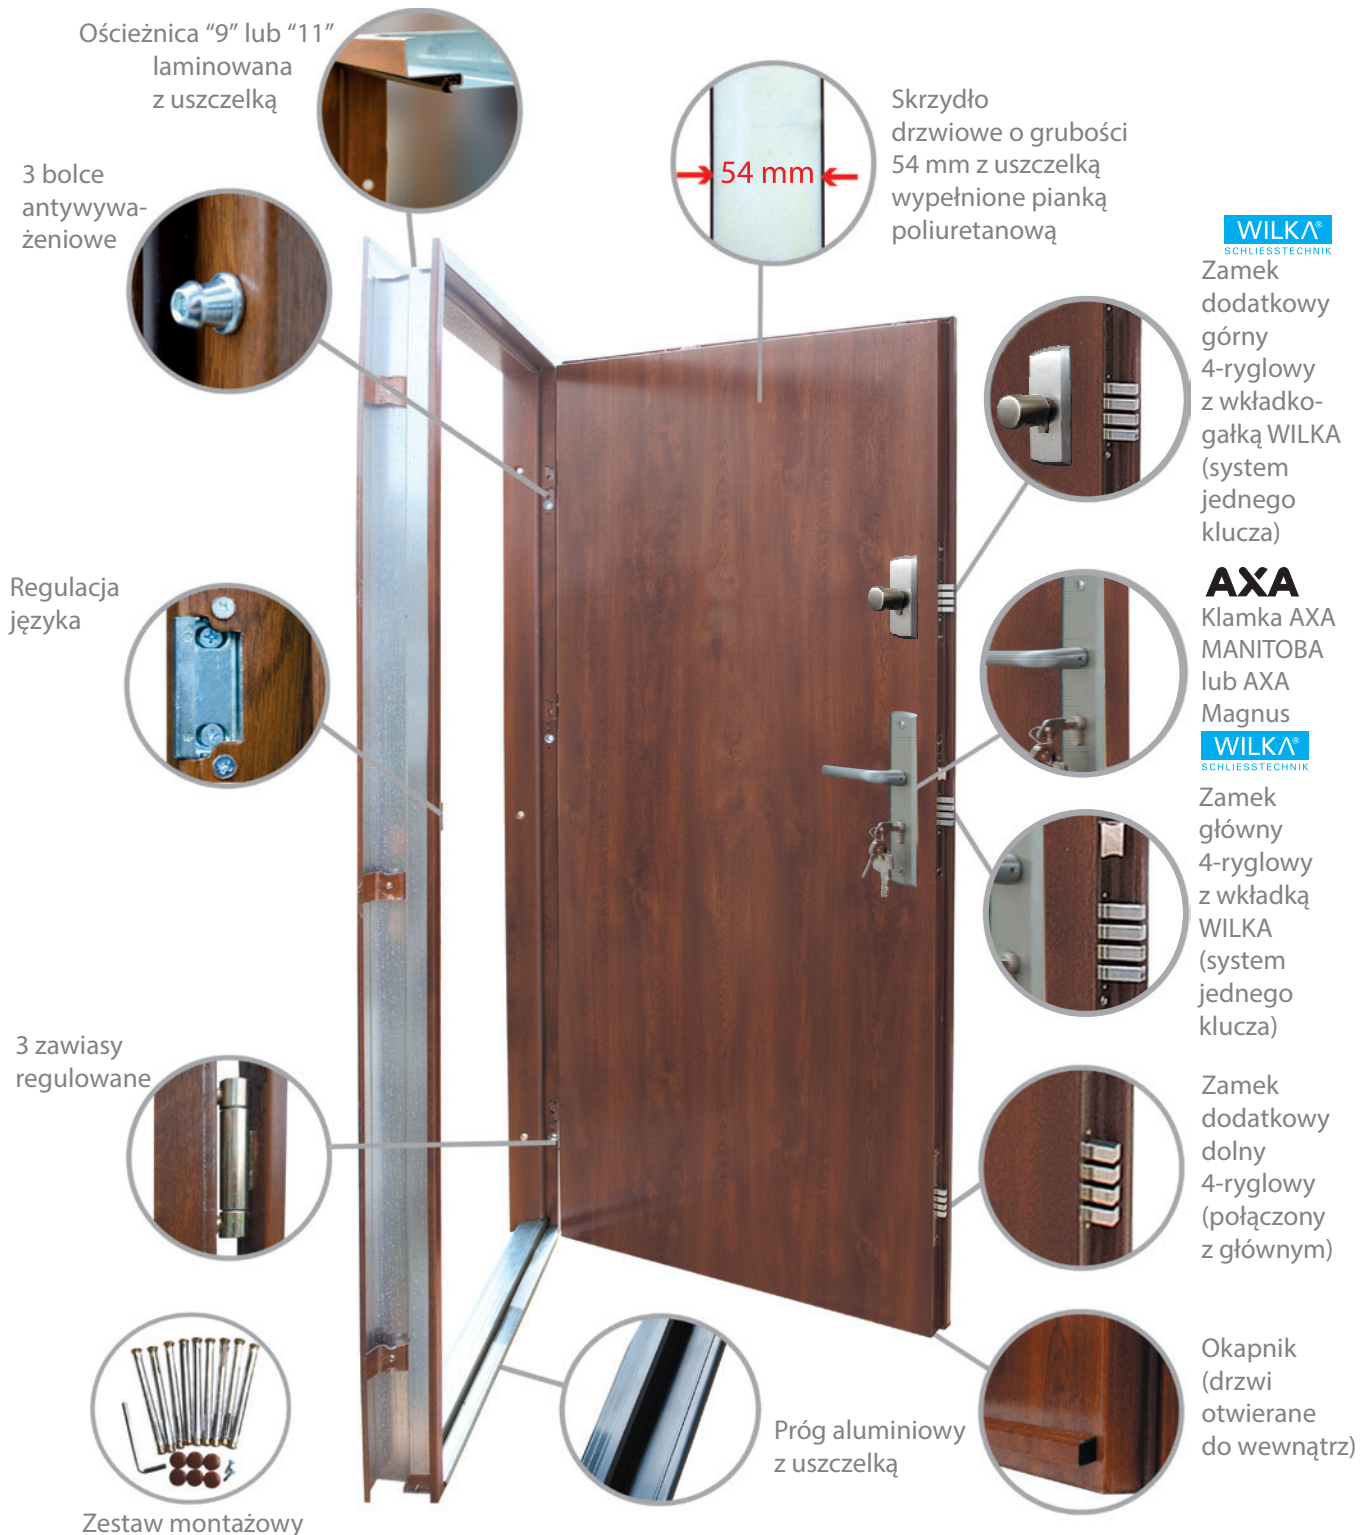 Ościeżnica “9” lub “11”
laminowana
z uszczelką
3 bolce
antywywa-
żeniowe
54 mm
Skrzydło
drzwiowe o grubości
54 mm z uszczelką
wypełnione pianką
poliuretanową
WILKA®
SCHLIESSTECHNIK
Zamek
dodatkowy
górny
4-ryglowy
z wkładko-
gałką WILKA
(system
jednego
klucza)
Regulacja
języka
AXA
Klamka AXA
MANITOBA
lub AXA
Magnus
WILKA®
SCHLIESSTECHNIK
Zamek
główny
4-ryglowy
z wkładką
WILKA
(system
jednego
klucza)
3 zawiasy
regulowane
Zamek
dodatkowy
dolny
4-ryglowy
(połączony
z głównym)
Okapnik
(drzwi
otwierane
do wewnątrz)
Próg aluminiowy
z uszczelką
Zestaw montażowy